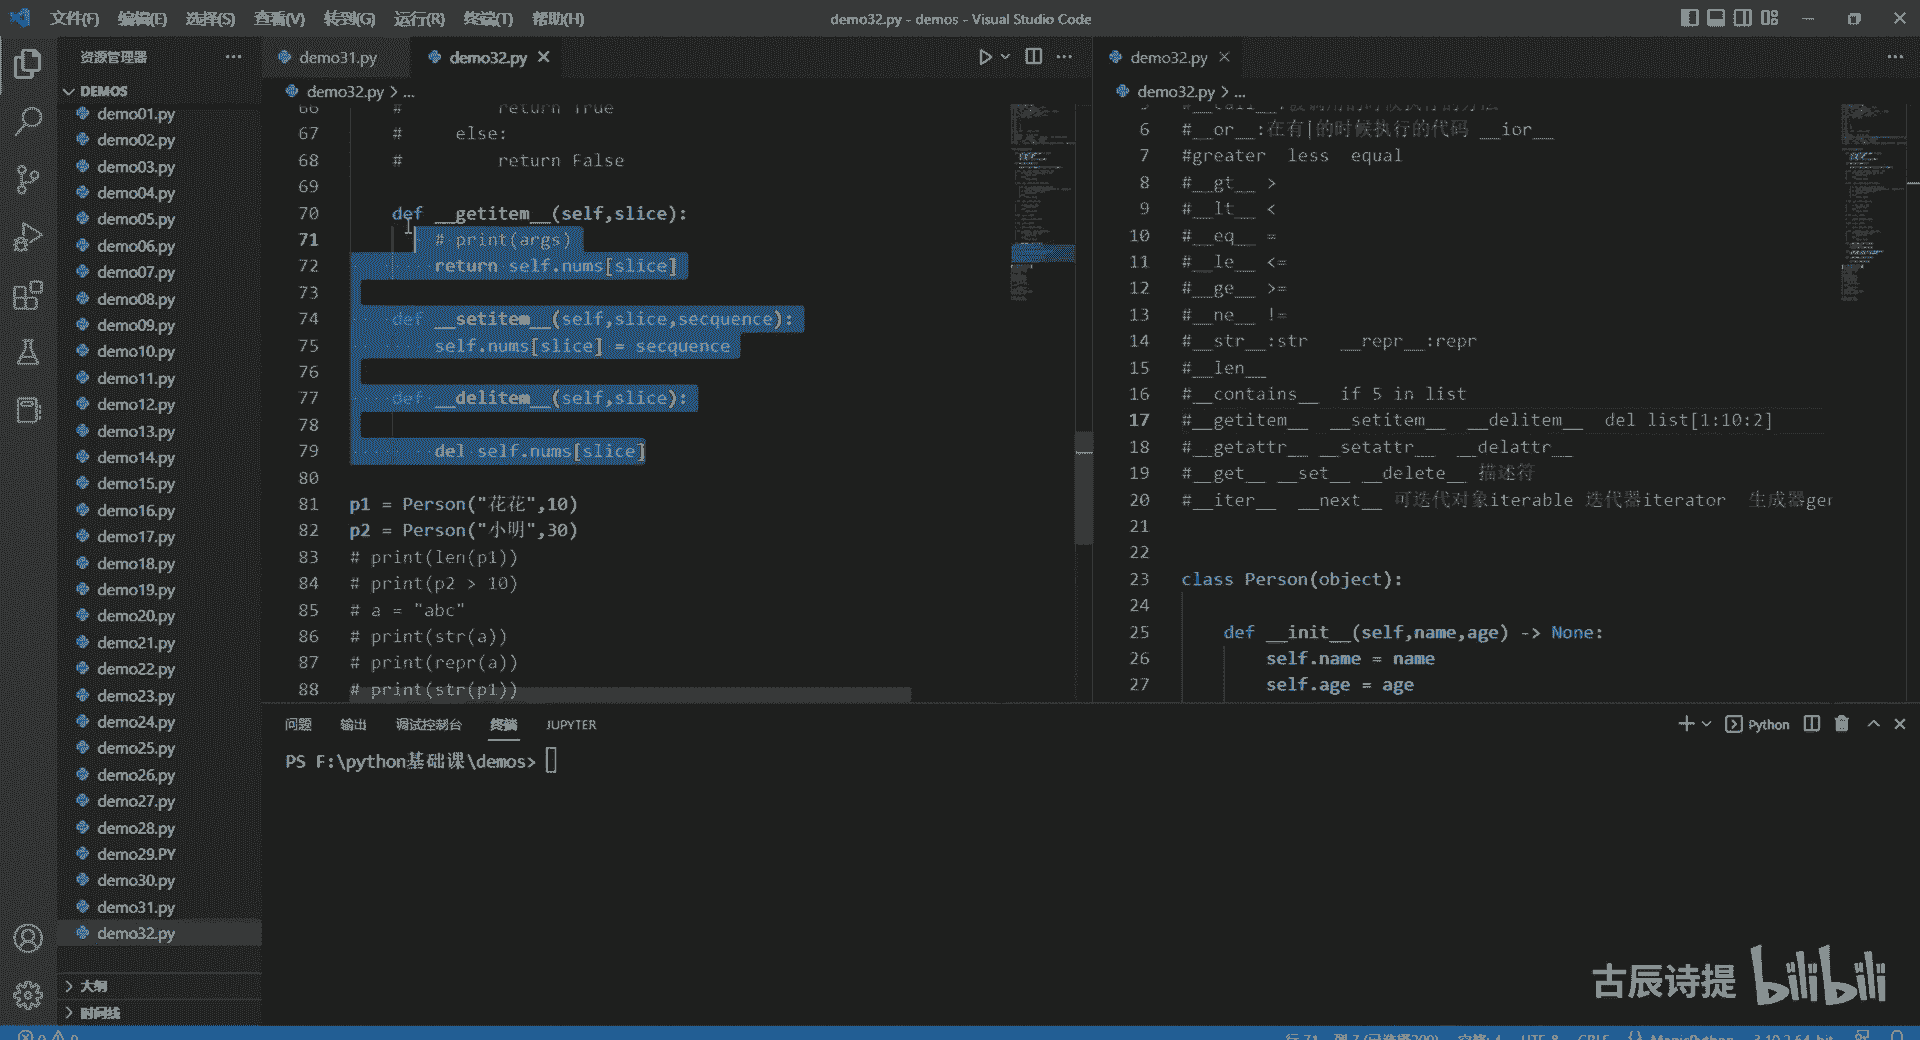 文件(F) 编辑(E) 选择(S) 查看(V) 转到(G) 运行(R) 终端(T) 帮助(H)
demo32.py - demos - Visual Studio Code
资源管理器
DEMOS
demo01.py
demo02.py
demo03.py
demo04.py
demo05.py
demo06.py
demo07.py
demo08.py
demo09.py
demo10.py
demo11.py
demo12.py
demo13.py
demo14.py
demo15.py
demo16.py
demo17.py
demo18.py
demo19.py
demo20.py
demo21.py
demo22.py
demo23.py
demo24.py
demo25.py
demo26.py
demo27.py
demo28.py
demo29.PY
demo30.py
demo31.py
demo32.py
大纲
时间线
demo31.py
demo32.py
demo32.py > ...
66 # return True
67 # else:
68 # return False
69
70 def __getitem__(self,slice):
71 # print(args)
72 return self.nums[slice]
73
74 def __setitem__(self,slice,secquence):
75 self.nums[slice] = secquence
76
77 def __delitem__(self,slice):
78
79 del self.nums[slice]
80
81 p1 = Person("花花",10)
82 p2 = Person("小明",30)
83 # print(len(p1))
84 # print(p2 > 10)
85 # a = "abc"
86 # print(str(a))
87 # print(repr(a))
88 # print(str(p1))
demo32.py
demo32.py > ...
6 #__or__:在有|的时候执行的代码 __ior__
7 #greater less equal
8 #__gt__ >
9 #__lt__ <
10 #__eq__ =
11 #__le__ <=
12 #__ge__ >=
13 #__ne__ !=
14 #__str__:str __repr__:repr
15 #__len__
16 #__contains__ if 5 in list
17 #__getitem__ __setitem__ __delitem__ del list[1:10:2]
18 #__getattr__ __setattr__ __delattr__
19 #__get__ __set__ __delete__ 描述符
20 #__iter__ __next__ 可迭代对象iterable 迭代器iterator 生成器ger
21
22
23 class Person(object):
24
25 def __init__(self,name,age) -> None:
26 self.name = name
27 self.age = age
问题 输出 调试控制台 终端 JUPYTER
Python
PS F:\python基础课\demos>
古辰诗提 bilibili